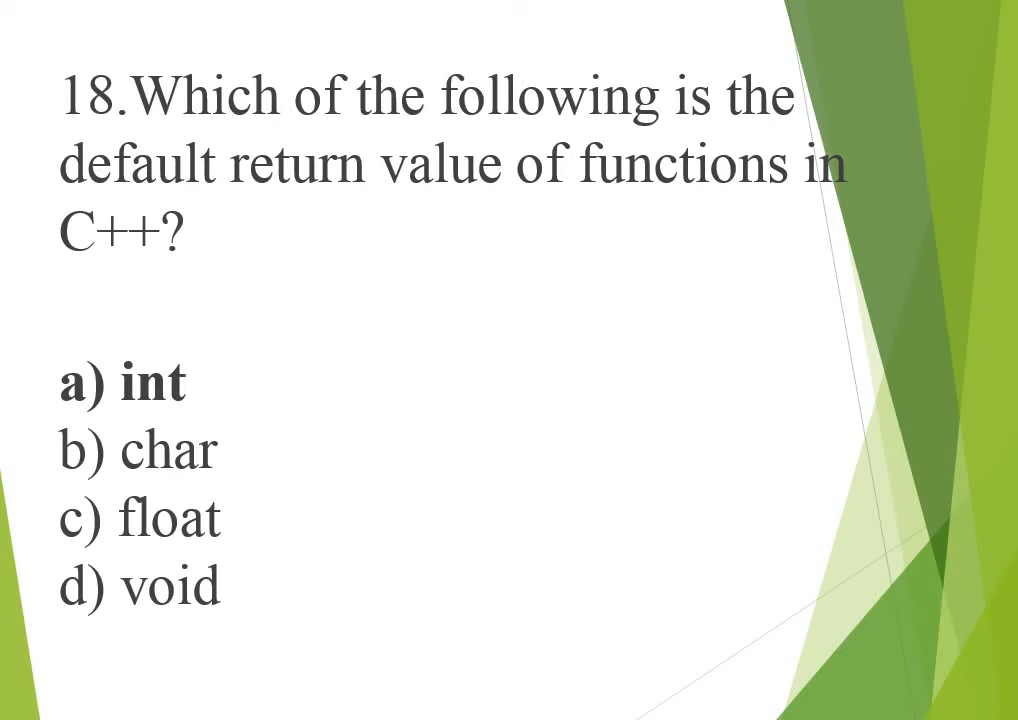 18.Which of the following is the
default return value of functions in
C++?
a) int
b) char
c) float
d) void